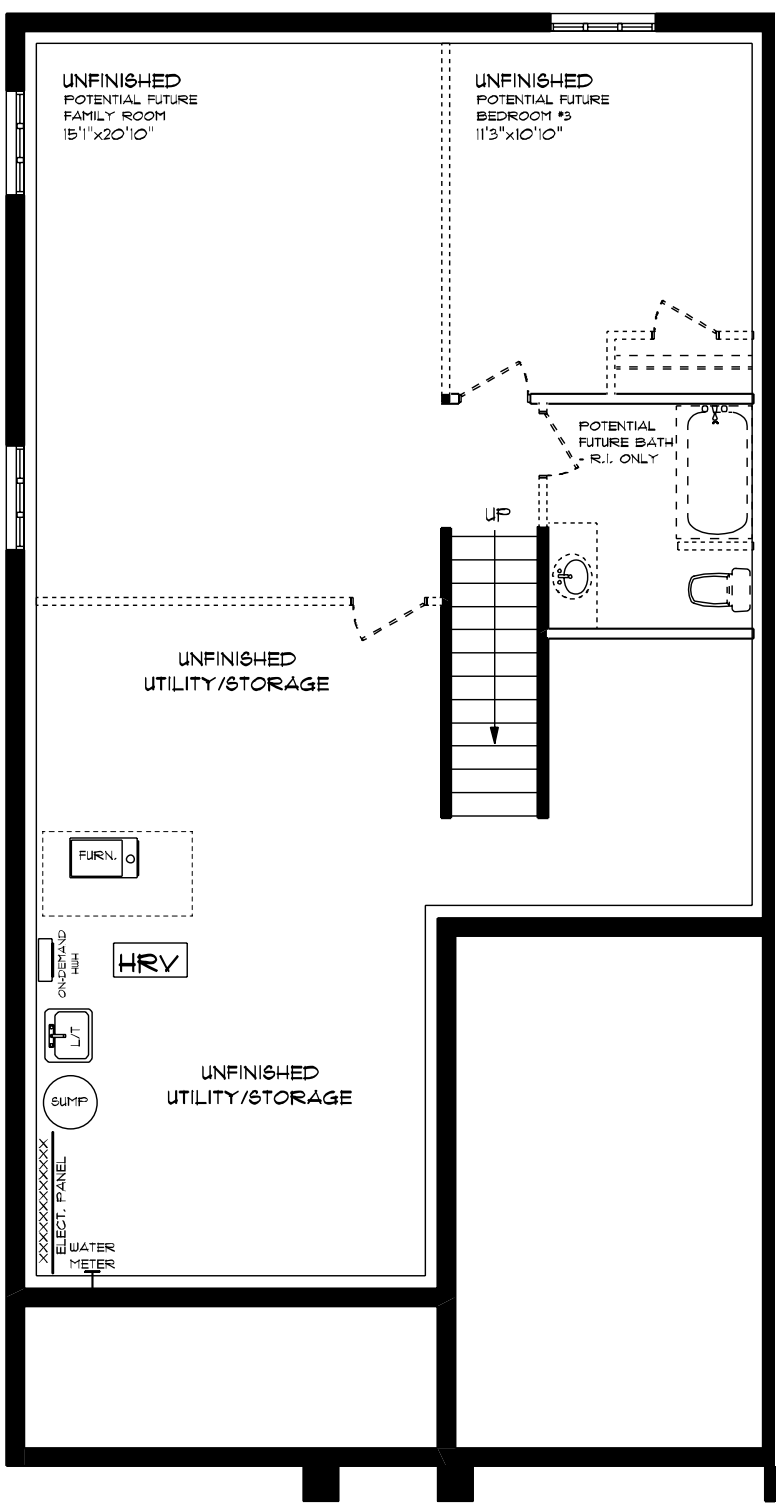 UNFINISHED
POTENTIAL FUTURE
FAMILY ROOM
15'1"x20'10"
UNFINISHED
POTENTIAL FUTURE
BEDROOM #3
11'3"x10'10"
POTENTIAL
FUTURE BATH
- R.I. ONLY
UP
UNFINISHED
UTILITY/STORAGE
FURN.
ON-DEMAND
HWH
HRV
L/T
UNFINISHED
UTILITY/STORAGE
SUMP
XXXXXXXXXXXXX
ELECT. PANEL
WATER
METER